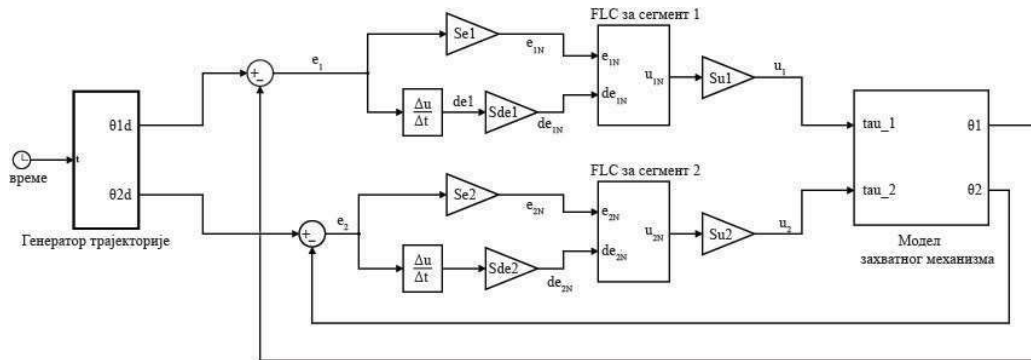 FLC за сегмент 1
Se1
e1N
e1
+
−
e1N
u1N
de1N
Su1
u1
Δu
Δt
de1
Sde1
de1N
θ1d
θ2d
t
време
Генератор трајекторије
tau_1
θ1
tau_2
θ2
Модел
захватног механизма
FLC за сегмент 2
Se2
e2N
e2
+
−
e2N
u2N
de2N
Su2
u2
Δu
Δt
Sde2
de2N